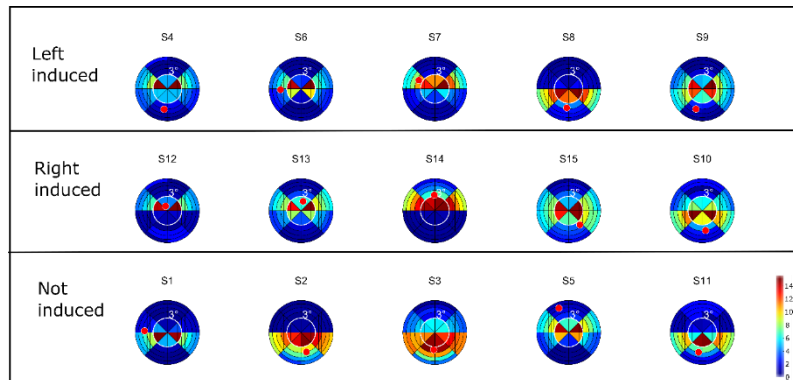 Left induced
S4 S6 S7 S8 S9
3° 3° 3° 3° 3°
Right induced
S12 S13 S14 S15 S10
3° 3° 3° 3° 3°
Not induced
S1 S2 S3 S5 S11
3° 3° 3° 3° 3°
14
12
10
8
6
4
2
0